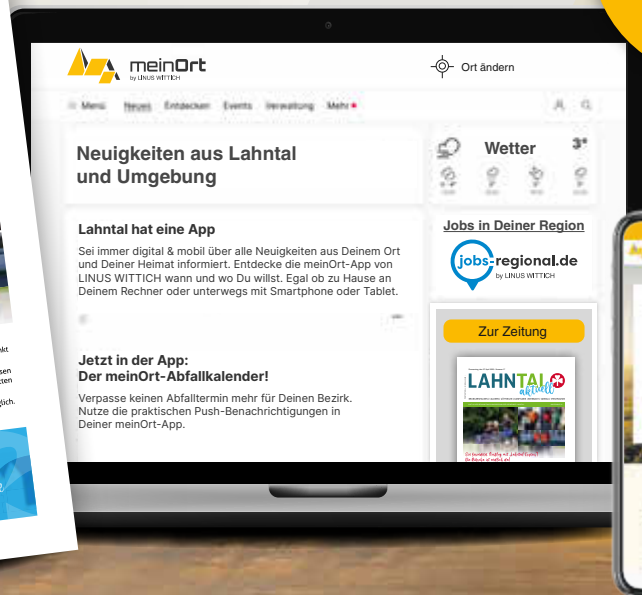 meinOrt
by LINUS WITTICH
Ort ändern
Menü Neues Entdecken Events Verwaltung Mehr
Neuigkeiten aus Lahntal
und Umgebung
Wetter 3°
Lahntal hat eine App
Sei immer digital & mobil über alle Neuigkeiten aus Deinem Ort
und Deiner Heimat informiert. Entdecke die meinOrt-App von
LINUS WITTICH wann und wo Du willst. Egal ob zu Hause an
Deinem Rechner oder unterwegs mit Smartphone oder Tablet.
Jetzt in der App:
Der meinOrt-Abfallkalender!
Verpasse keinen Abfalltermin mehr für Deinen Bezirk.
Nutze die praktischen Push-Benachrichtigungen in
Deiner meinOrt-App.
Jobs in Deiner Region
jobs-regional.de
by LINUS WITTICH
Zur Zeitung
LAHNTAL
aktuell